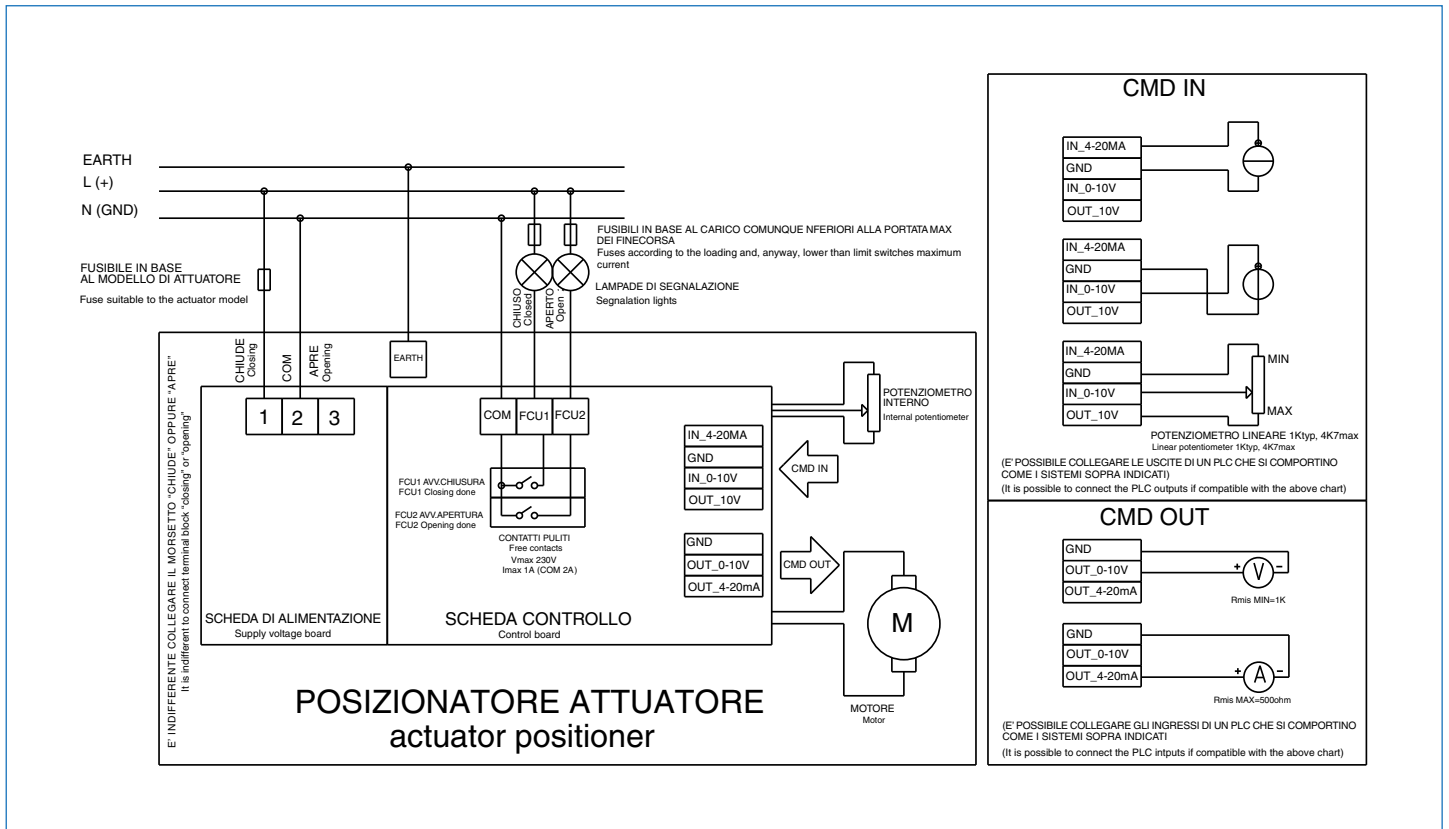 EARTH
L (+)
N (GND)
FUSIBILE IN BASE
AL MODELLO DI ATTUATORE
Fuse suitable to the actuator model
FUSIBILI IN BASE AL CARICO COMUNQUE NFERIORI ALLA PORTATA MAX
DEI FINECORSA
Fuses according to the loading and, anyway, lower than limit switches maximum
current
LAMPADE DI SEGNALAZIONE
Segnalation lights
CHIUSO
Closed
APERTO
Open
E' INDIFFERENTE COLLEGARE IL MORSETTO "CHIUDE" OPPURE "APRE"
It is indifferent to connect terminal block "closing" or "opening"
CHIUDE
Closing
COM
APRE
Opening
EARTH
1 2 3
COM FCU1 FCU2
FCU1 AVV.CHIUSURA
FCU1 Closing done
FCU2 AVV.APERTURA
FCU2 Opening done
CONTATTI PULITI
Free contacts
Vmax 230V
Imax 1A (COM 2A)
POTENZIOMETRO
INTERNO
Internal potentiometer
IN_4-20MA
GND
IN_0-10V
OUT_10V
CMD IN
GND
OUT_0-10V
OUT_4-20mA
CMD OUT
M
MOTORE
Motor
SCHEDA DI ALIMENTAZIONE
Supply voltage board
SCHEDA CONTROLLO
Control board
POSIZIONATORE ATTUATORE
actuator positioner
CMD IN
IN_4-20MA
GND
IN_0-10V
OUT_10V
IN_4-20MA
GND
IN_0-10V
OUT_10V
IN_4-20MA
GND
IN_0-10V
OUT_10V
MIN
MAX
POTENZIOMETRO LINEARE 1Ktyp, 4K7max
Linear potentiometer 1Ktyp, 4K7max
(E' POSSIBILE COLLEGARE LE USCITE DI UN PLC CHE SI COMPORTINO
COME I SISTEMI SOPRA INDICATI)
(It is possible to connect the PLC outputs if compatible with the above chart)
CMD OUT
GND
OUT_0-10V
OUT_4-20mA
+ V −
Rmis MIN=1K
GND
OUT_0-10V
OUT_4-20mA
+ A −
Rmis MAX=500ohm
(E' POSSIBILE COLLEGARE GLI INGRESSI DI UN PLC CHE SI COMPORTINO
COME I SISTEMI SOPRA INDICATI
(It is possible to connect the PLC intputs if compatible with the above chart)